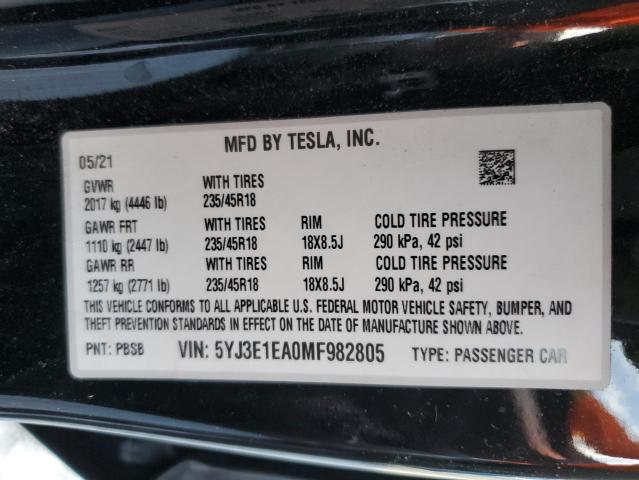 MFD BY TESLA, INC.
05/21
GVWR WITH TIRES
2017 kg (4446 lb) 235/45R18
GAWR FRT WITH TIRES RIM COLD TIRE PRESSURE
1110 kg (2447 lb) 235/45R18 18X8.5J 290 kPa, 42 psi
GAWR RR WITH TIRES RIM COLD TIRE PRESSURE
1257 kg (2771 lb) 235/45R18 18X8.5J 290 kPa, 42 psi
THIS VEHICLE CONFORMS TO ALL APPLICABLE U.S. FEDERAL MOTOR VEHICLE SAFETY, BUMPER, AND
THEFT PREVENTION STANDARDS IN EFFECT ON THE DATE OF MANUFACTURE SHOWN ABOVE.
PNT: PBSB VIN: 5YJ3E1EA0MF982805 TYPE: PASSENGER CAR